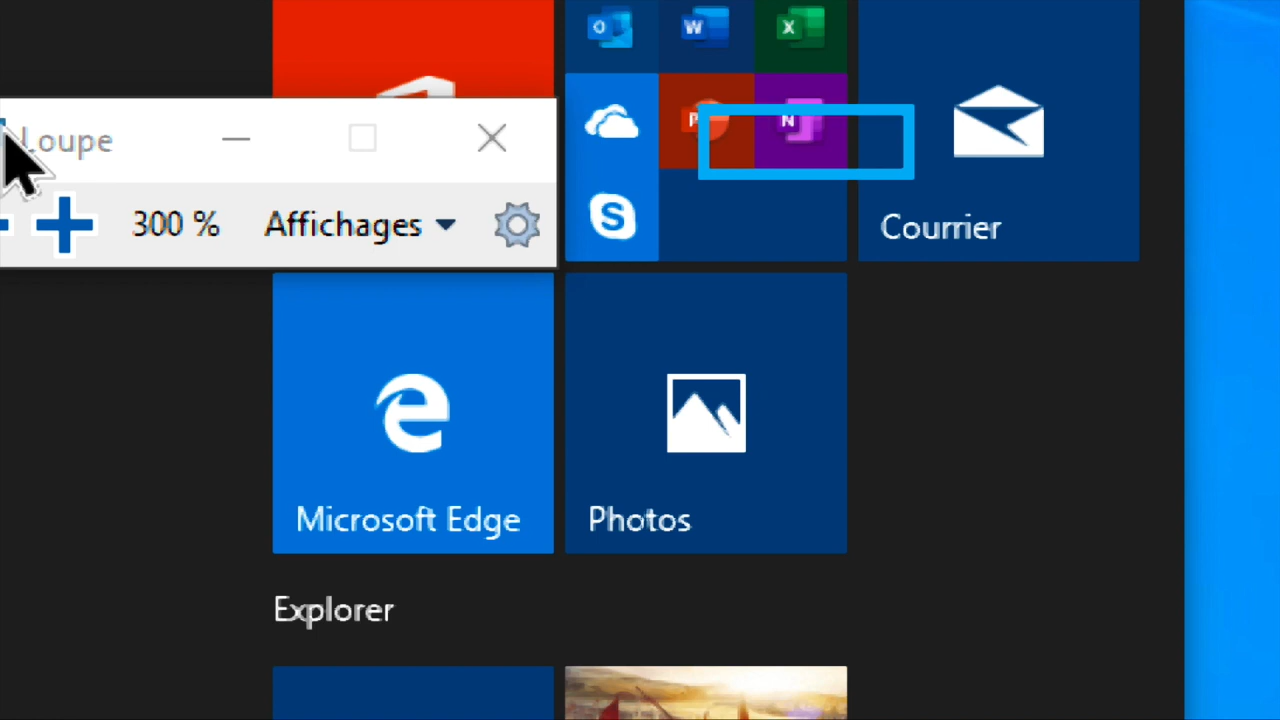 O
W
X
Loupe
P
N
300 %
Affichages
S
Courrier
Microsoft Edge
Photos
Explorer